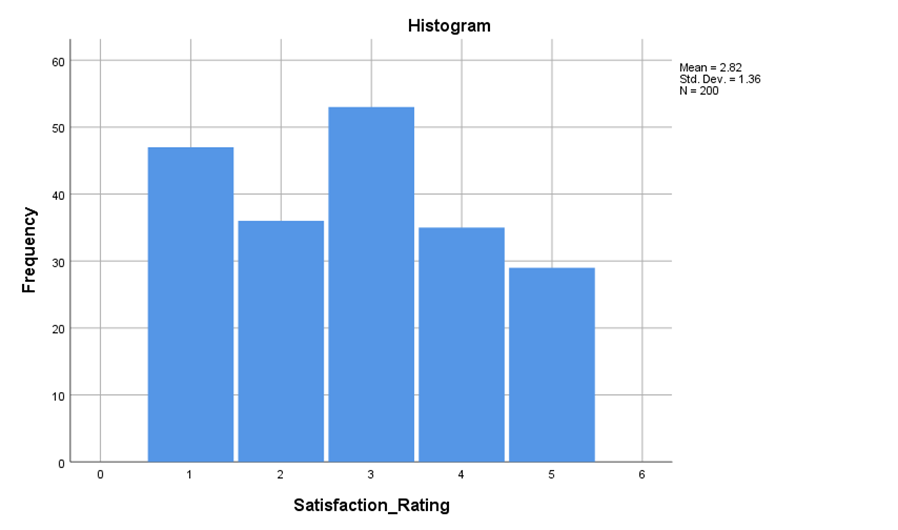 Histogram
Mean = 2.82
Std. Dev. = 1.36
N = 200
60
50
40
30
20
10
0
Frequency
0 1 2 3 4 5 6
Satisfaction_Rating